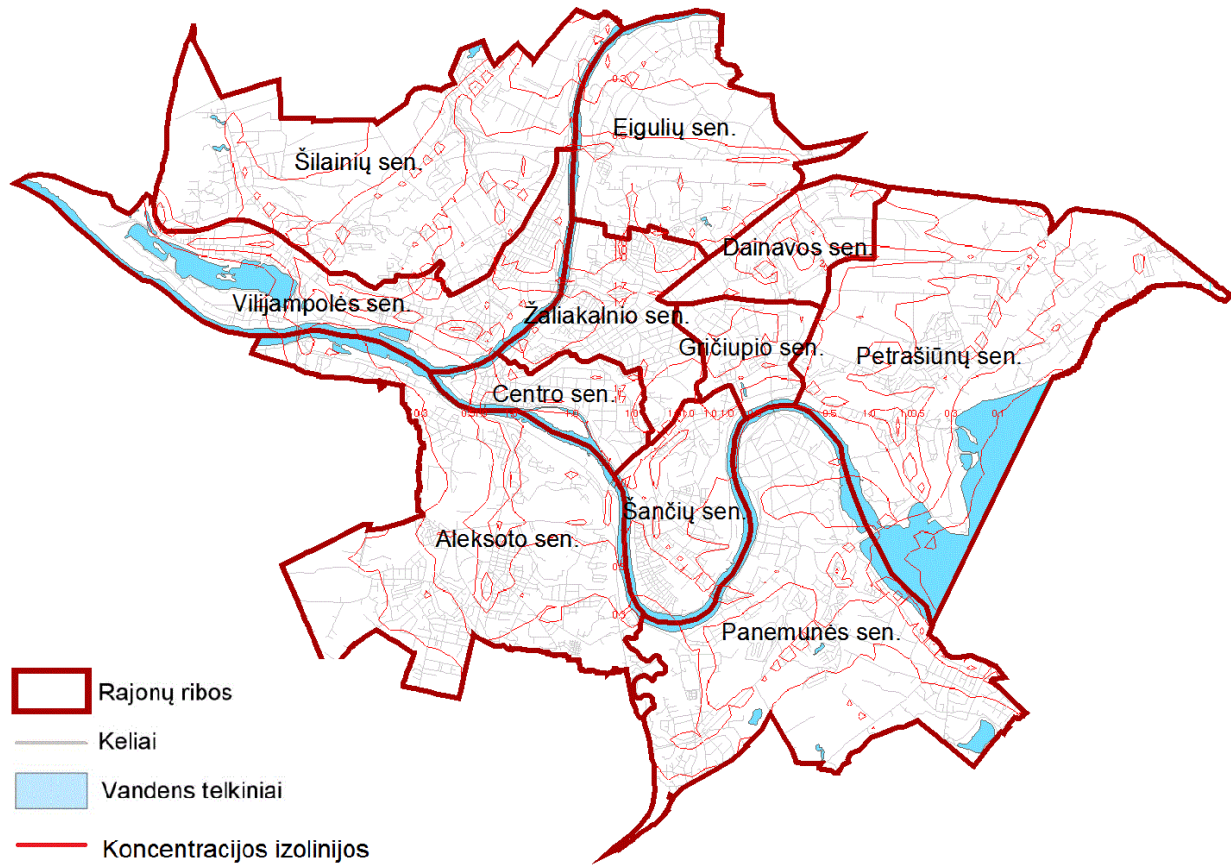 Eigulių sen.
Šilainių sen.
Dainavos sen.
Vilijampolės sen.
Žaliakalnio sen.
Gričiupio sen.
Petrašiūnų sen.
Centro sen.
Šančių sen.
Aleksoto sen.
Panemunės sen.
Rajonų ribos
Keliai
Vandens telkiniai
Koncentracijos izolinijos